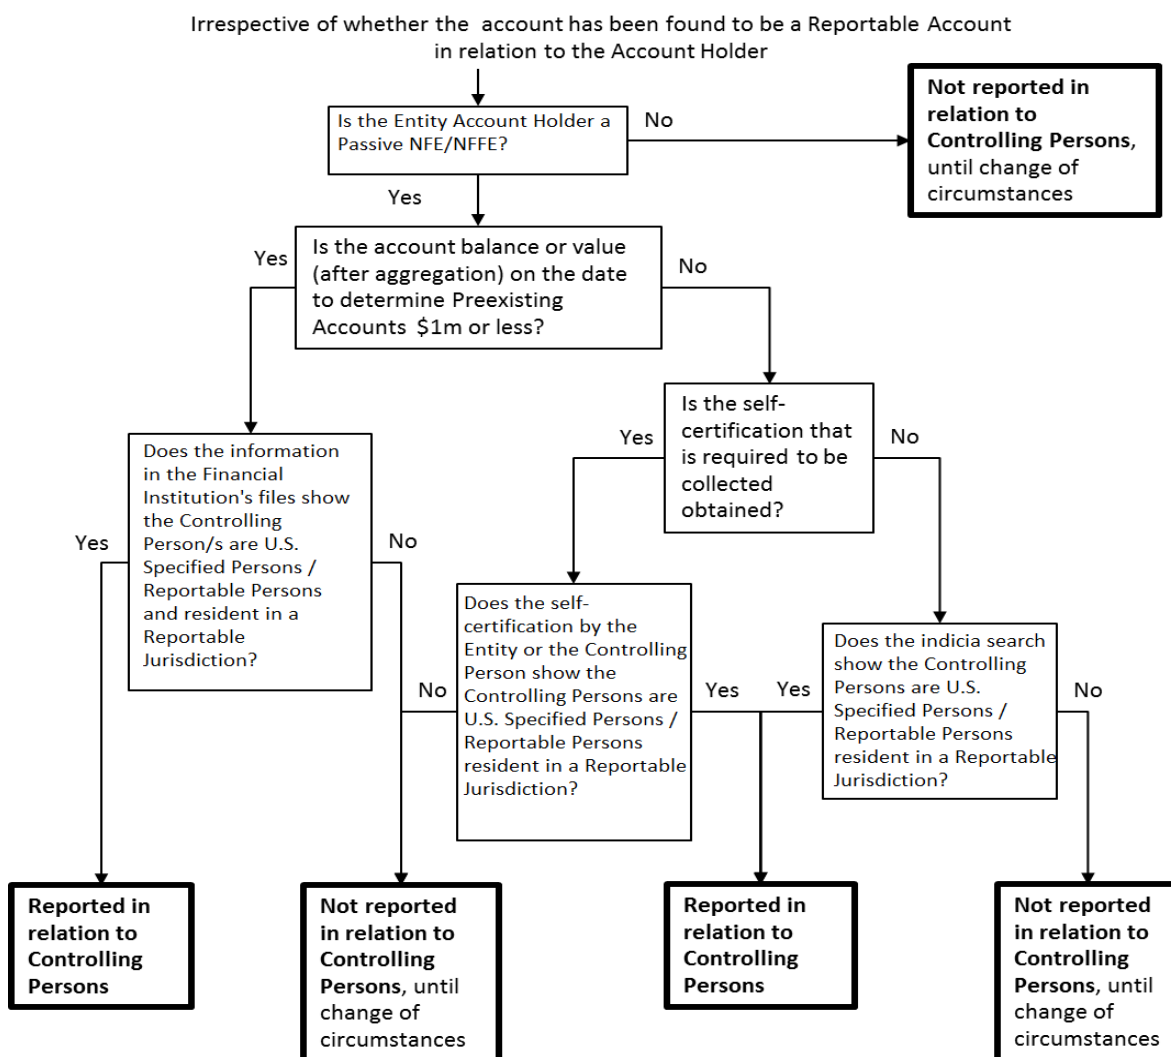 Irrespective of whether the account has been found to be a Reportable Account
in relation to the Account Holder
Is the Entity Account Holder a
Passive NFE/NFFE?
No
Not reported in
relation to
Controlling Persons,
until change of
circumstances
Yes
Is the account balance or value
(after aggregation) on the date
to determine Preexisting
Accounts $1m or less?
Yes
No
Is the self-
certification that
is required to be
collected
obtained?
Yes
No
Does the information
in the Financial
Institution's files show
the Controlling
Person/s are U.S.
Specified Persons /
Reportable Persons
and resident in a
Reportable
Jurisdiction?
Yes
No
Does the self-
certification by the
Entity or the Controlling
Person show the
Controlling Persons are
U.S. Specified Persons /
Reportable Persons
resident in a Reportable
Jurisdiction?
No
Yes
Does the indicia search
show the Controlling
Persons are U.S.
Specified Persons /
Reportable Persons
resident in a Reportable
Jurisdiction?
Yes
No
Reported in
relation to
Controlling
Persons
Not reported
in relation to
Controlling
Persons, until
change of
circumstances
Reported in
relation to
Controlling
Persons
Not reported
in relation to
Controlling
Persons, until
change of
circumstances